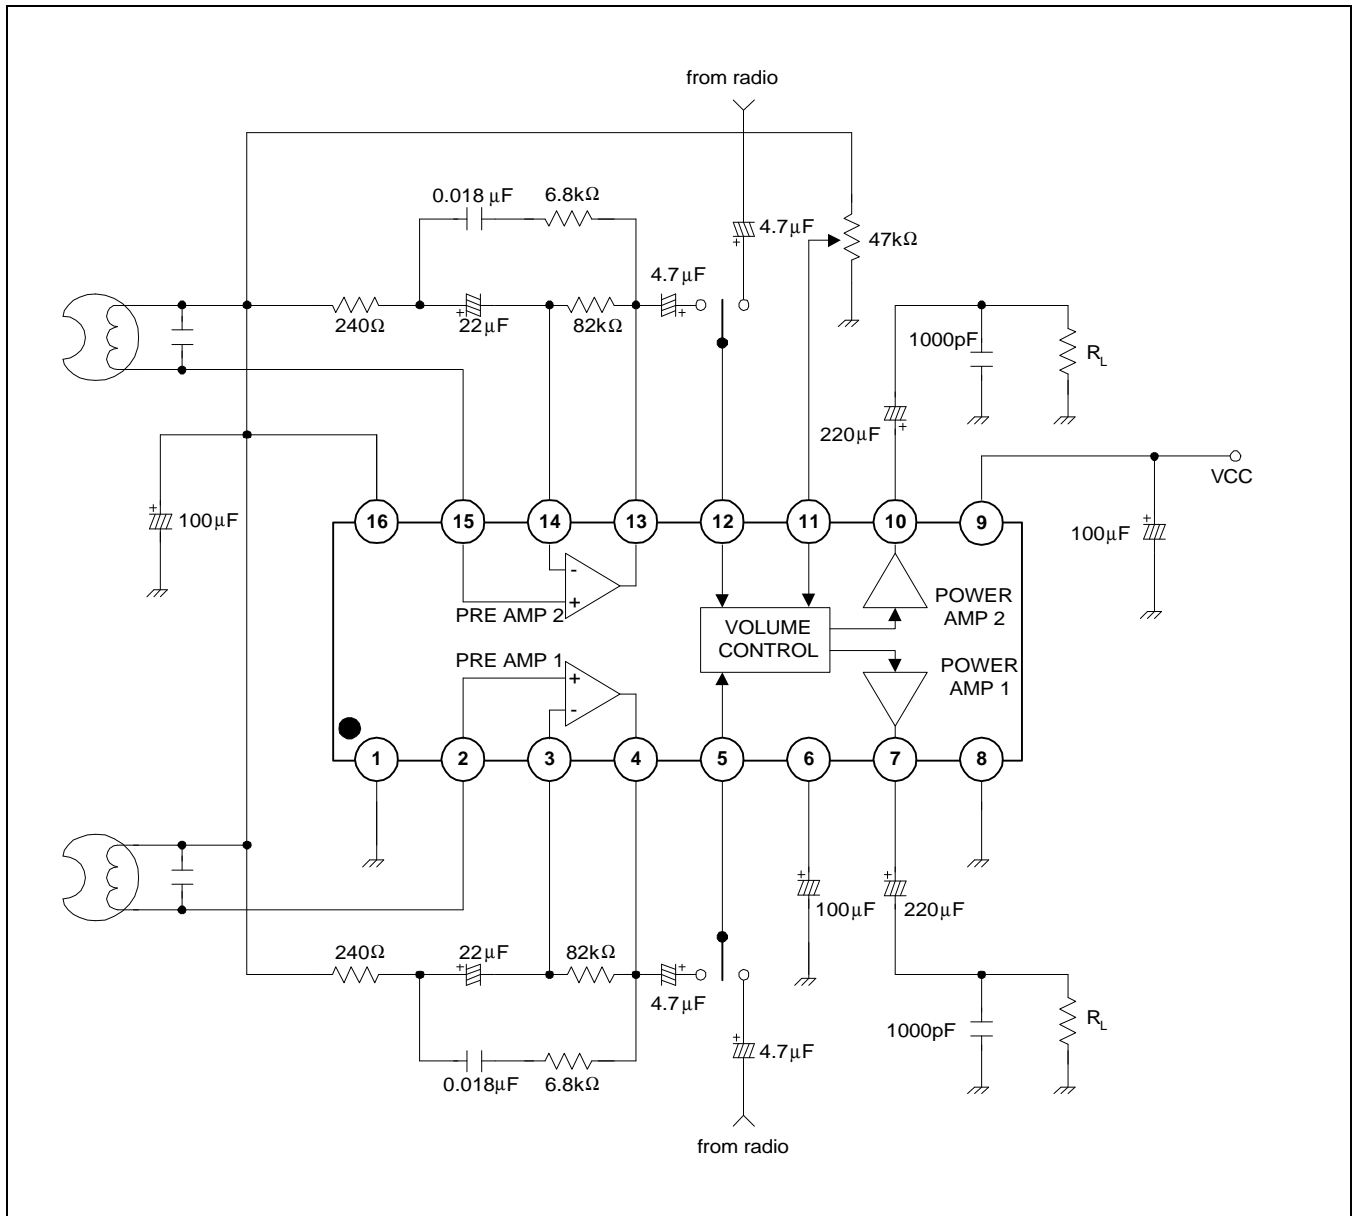 from radio
0.018 µF
6.8kΩ
4.7µF
47kΩ
4.7µF
240Ω
22µF
82kΩ
+
+
+
1000pF
RL
220µF
+
VCC
+
100µF
16
15
14
13
12
11
10
9
+
100µF
-
+
PRE AMP 2
POWER
AMP 2
VOLUME
CONTROL
PRE AMP 1
+
-
POWER
AMP 1
1
2
3
4
5
6
7
8
+
100µF
+
220µF
240Ω
22µF
82kΩ
+
+
4.7µF
1000pF
RL
+
4.7µF
0.018µF
6.8kΩ
from radio